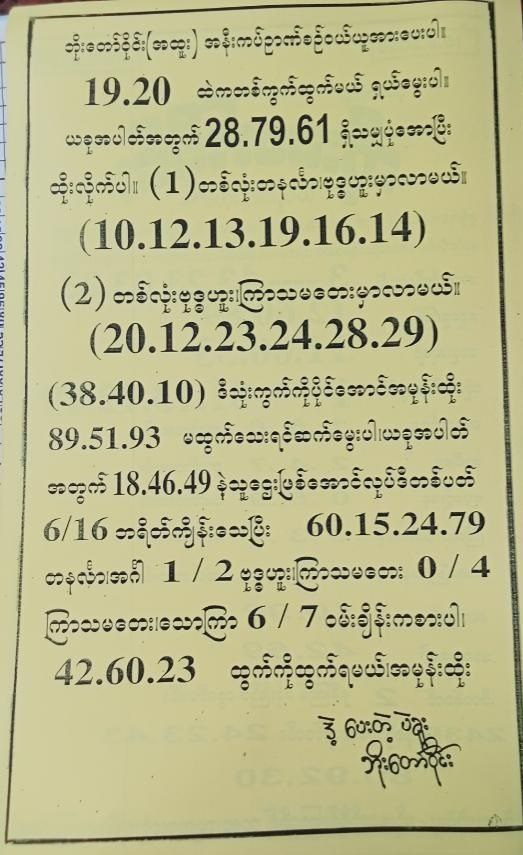 ဘိုးတော်ဝိုင်း(အထူး) အနီးကပ်ဉာဏ်စဉ်ဝယ်ယူအားပေးပါ။
19.20 ထဲကတစ်ကွက်ထွက်မယ် ရှယ်မွေးပါ။
ယခုအပါတ်အတွက် 28.79.61 ရှိသမျှပုံအောပြီး
ထိုးလိုက်ပါ။ (1) တစ်လုံးတနင်္လာ၊ဗုဒ္ဓဟူးမှာလာမယ်။
(10.12.13.19.16.14)
(2) တစ်လုံးဗုဒ္ဓဟူး၊ကြာသမတေးမှာလာမယ်။
(20.12.23.24.28.29)
(38.40.10) ဒီသုံးကွက်ကိုပိုင်အောင်အမုန်းထိုး
89.51.93 မထွက်သေးရင်ဆက်မွေးပါ၊ယခုအပါတ်
အတွက် 18.46.49 နဲ့သူဌေးဖြစ်အောင်လုပ်ဒီတစ်ပတ်
6/16 ဘရိတ်ကျိန်းသေပြီး 60.15.24.79
တနင်္လာ၊အင်္ဂါ 1 / 2 ဗုဒ္ဓဟူး၊ကြာသမတေး 0 / 4
ကြာသမတေး၊သောကြာ 6 / 7 ဝမ်းချိန်းကစားပါ၊
42.60.23 ထွက်ကိုထွက်ရမယ်၊အမုန်းထိုး
ဒဲ့ ပေးတဲ့ ပဲခူး
ဘိုးတော်ဝိုင်း